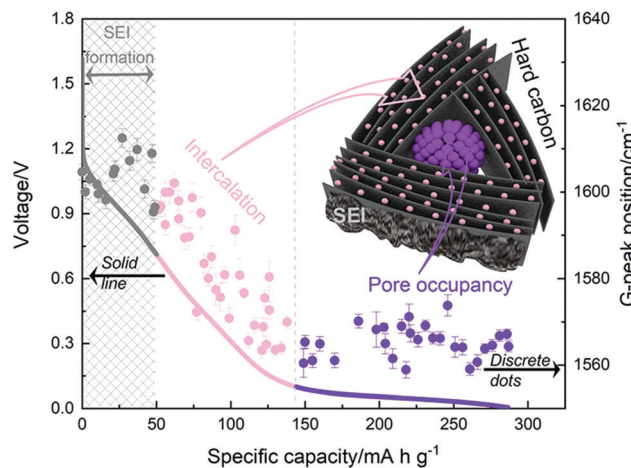 1.8
1.5
1.2
0.9
0.6
0.3
0.0
Voltage/V
SEI
formation
Intercalation
Hard carbon
SEI
Pore occupancy
Solid
line
Discrete
dots
1640
1620
1600
1580
1560
G-peak position/cm
0
50
100
150
200
250
300
Specific capacity/mA h g⁻¹